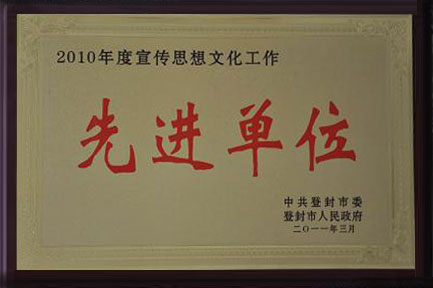 2010年度宣传思想文化工作
先进单位
中共登封市委
登封市人民政府
二〇一一年三月